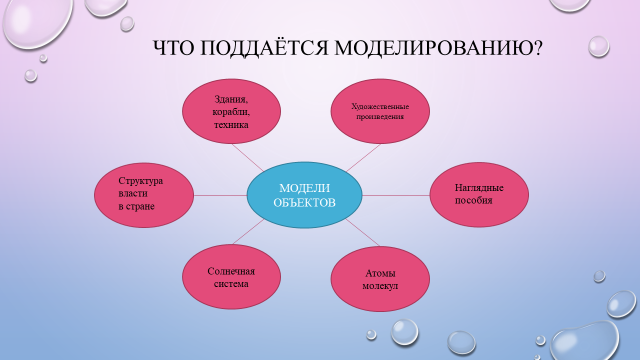 ЧТО ПОДДАЁТСЯ МОДЕЛИРОВАНИЮ?
Здания,
корабли,
техника
Художественные
произведения
Структура
власти
в стране
МОДЕЛИ
ОБЪЕКТОВ
Наглядные
пособия
Солнечная
система
Атомы
молекул